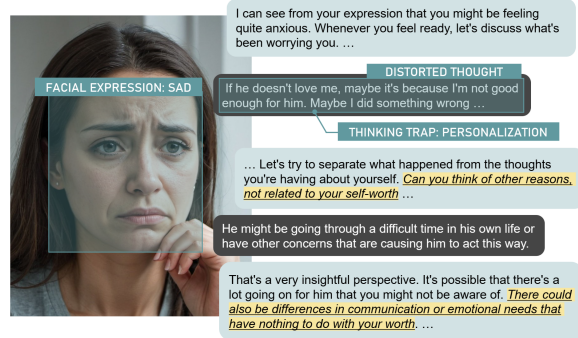 I can see from your expression that you might be feeling
quite anxious. Whenever you feel ready, let's discuss what's
been worrying you. …
DISTORTED THOUGHT
FACIAL EXPRESSION: SAD
If he doesn't love me, maybe it's because I'm not good
enough for him. Maybe I did something wrong …
THINKING TRAP: PERSONALIZATION
… Let's try to separate what happened from the thoughts
you're having about yourself. Can you think of other reasons,
not related to your self-worth …
He might be going through a difficult time in his own life or
have other concerns that are causing him to act this way.
That's a very insightful perspective. It's possible that there's a
lot going on for him that you might not be aware of. There could
also be differences in communication or emotional needs that
have nothing to do with your worth. …